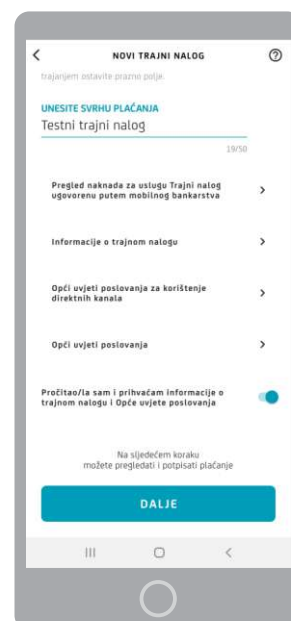 NOVI TRAJNI NALOG
trajanjem ostavite prazno polje.
UNESITE SVRHU PLAĆANJA
Testni trajni nalog
19/50
Pregled naknada za uslugu Trajni nalog
ugovorenu putem mobilnog bankarstva
Informacije o trajnom nalogu
Opći uvjeti poslovanja za korištenje
direktnih kanala
Opći uvjeti poslovanja
Pročitao/la sam i prihvaćam informacije o
trajnom nalogu i Opće uvjete poslovanja
Na sljedećem koraku
možete pregledati i potpisati plaćanje
DALJE